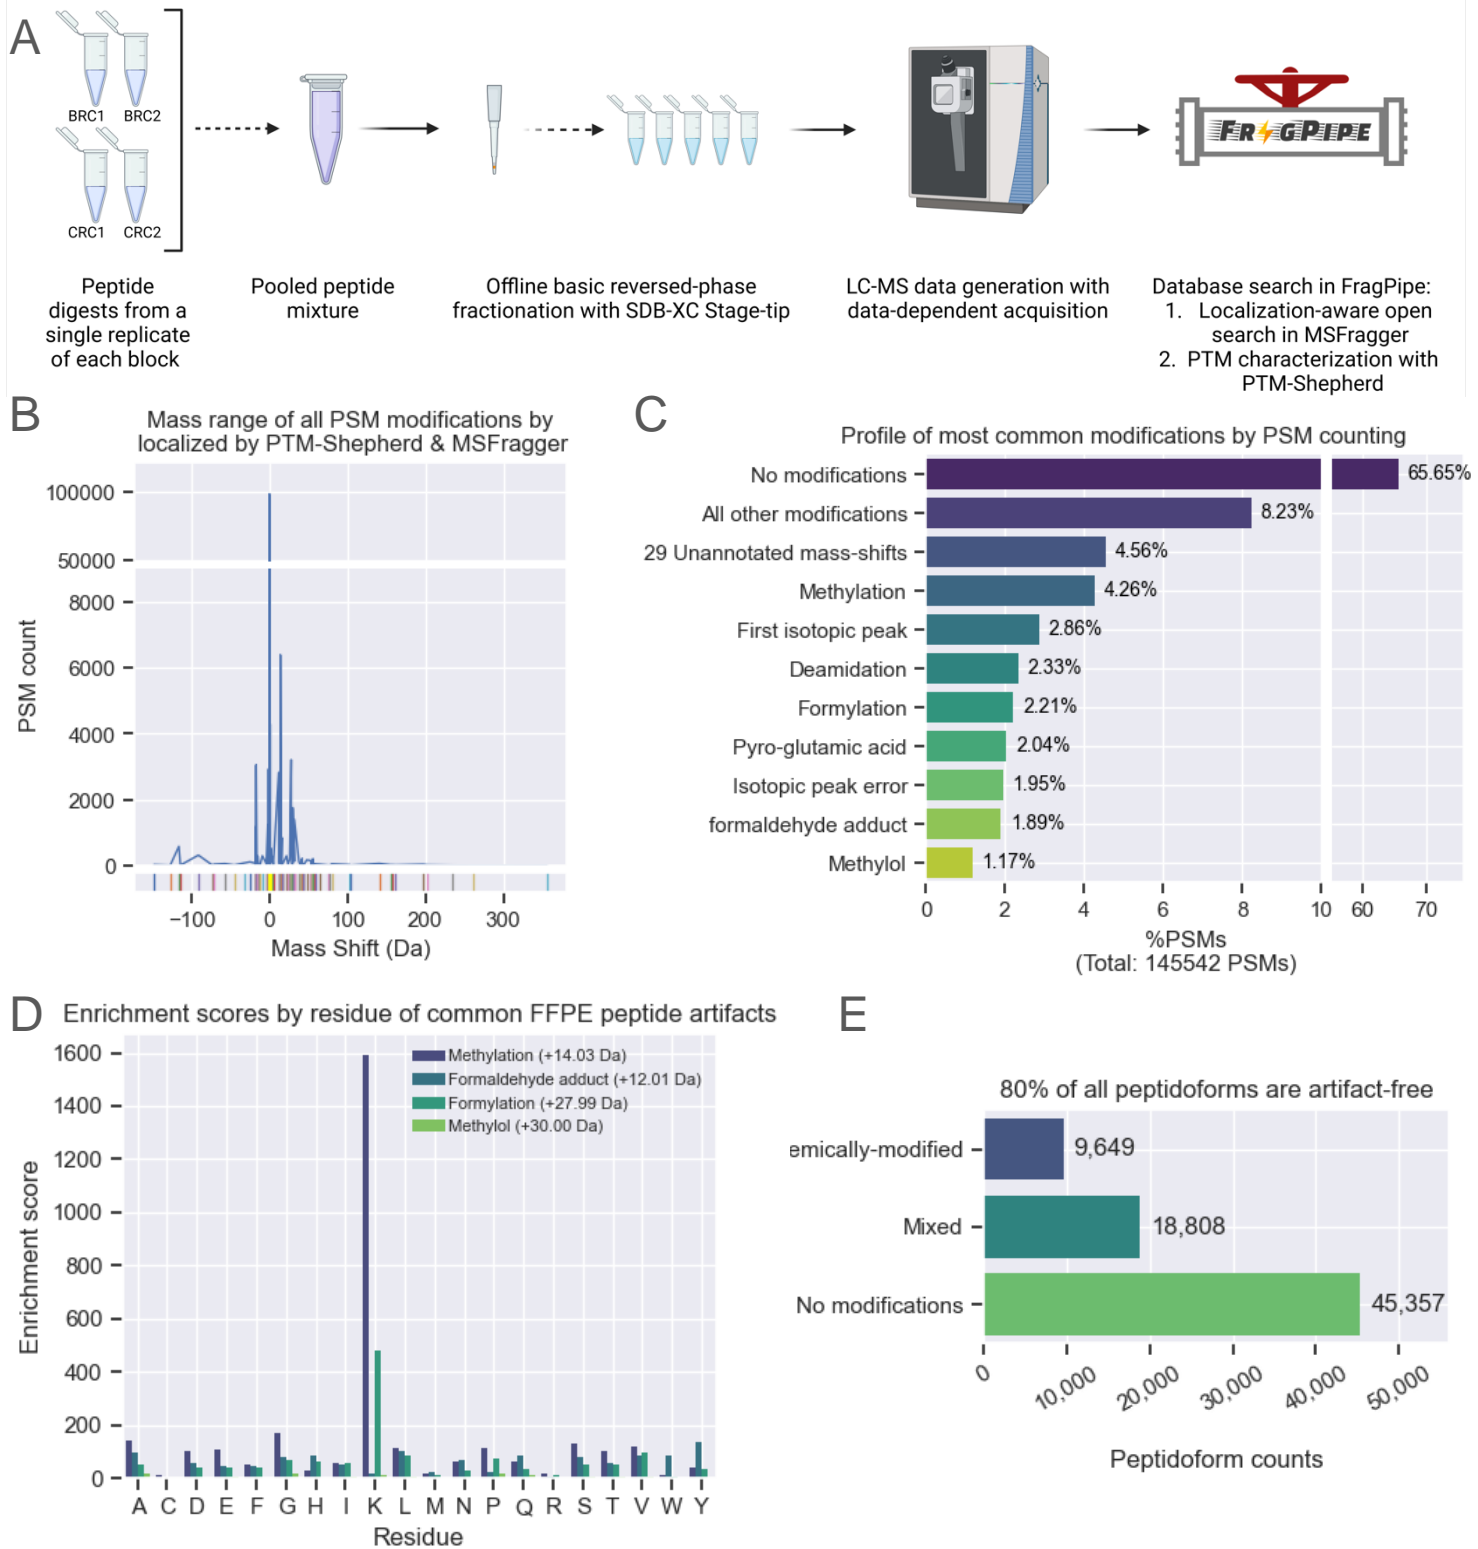 A
BRC1 BRC2
CRC1 CRC2
FRAGPIPE
Peptide
digests from a
single replicate
of each block
Pooled peptide
mixture
Offline basic reversed-phase
fractionation with SDB-XC Stage-tip
LC-MS data generation with
data-dependent acquisition
Database search in FragPipe:
1. Localization-aware open
search in MSFragger
2. PTM characterization with
PTM-Shepherd
B
Mass range of all PSM modifications by
localized by PTM-Shepherd & MSFragger
PSM count
100000
50000
8000
6000
4000
2000
0
−100 0 100 200 300
Mass Shift (Da)
C
Profile of most common modifications by PSM counting
No modifications 65.65%
All other modifications 8.23%
29 Unannotated mass-shifts 4.56%
Methylation 4.26%
First isotopic peak 2.86%
Deamidation 2.33%
Formylation 2.21%
Pyro-glutamic acid 2.04%
Isotopic peak error 1.95%
formaldehyde adduct 1.89%
Methylol 1.17%
0 2 4 6 8 10 60 70
%PSMs
(Total: 145542 PSMs)
D
Enrichment scores by residue of common FFPE peptide artifacts
Enrichment score
1600
1400
1200
1000
800
600
400
200
0
Methylation (+14.03 Da)
Formaldehyde adduct (+12.01 Da)
Formylation (+27.99 Da)
Methylol (+30.00 Da)
A C D E F G H I K L M N P Q R S T V W Y
Residue
E
80% of all peptidoforms are artifact-free
emically-modified 9,649
Mixed 18,808
No modifications 45,357
0 10,000 20,000 30,000 40,000 50,000
Peptidoform counts